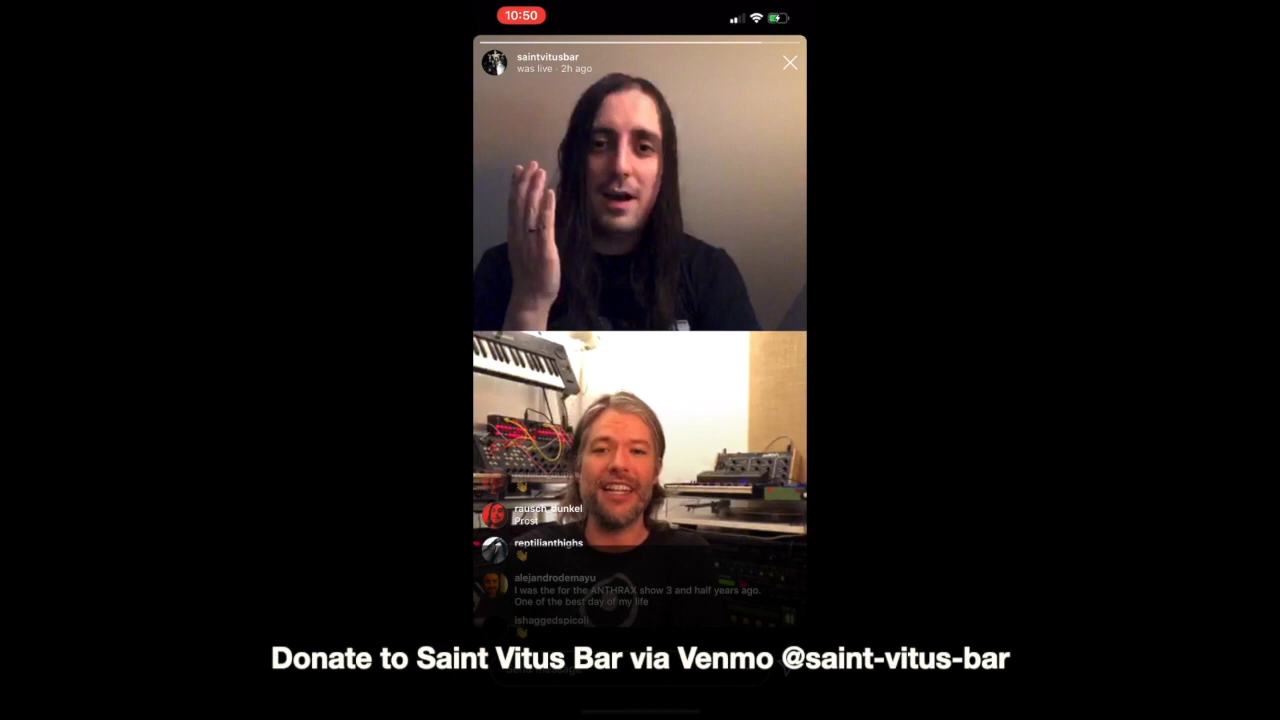 10:50
saintvitusbar
was live · 2h ago
rausch_dunkel
Prost
reptilianthighs
alejandrodemayu
I was the for the ANTHRAX show 3 and half years ago.
One of the best day of my life
ishaggedspicoli
Donate to Saint Vitus Bar via Venmo @saint-vitus-bar